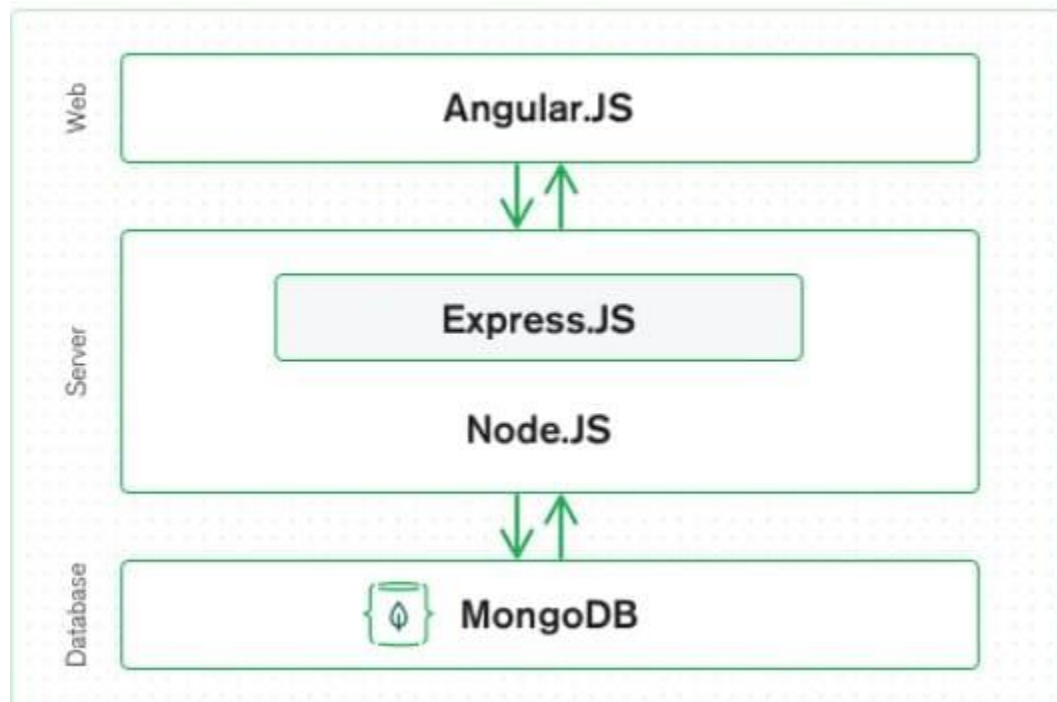 Web
Angular.JS
Server
Express.JS
Node.JS
Database
MongoDB